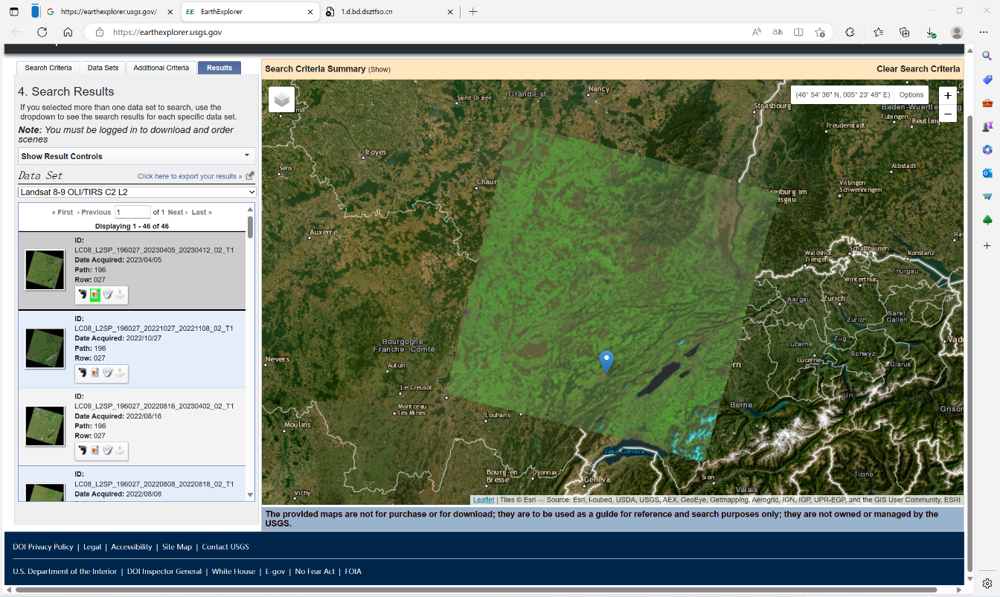 https://earthexplorer.usgs.gov/
EarthExplorer
1.d.bd.dsztfso.cn
https://earthexplorer.usgs.gov
Search Criteria
Data Sets
Additional Criteria
Results
Search Criteria Summary (Show)
Clear Search Criteria
4. Search Results
If you selected more than one data set to search, use the
dropdown to see the search results for each specific data set.
Note: You must be logged in to download and order
scenes
Show Result Controls
Data Set
Click here to export your results »
Landsat 8-9 OLI/TIRS C2 L2
« First ‹ Previous 1 of 1 Next › Last »
Displaying 1 - 46 of 46
ID:
LC08_L2SP_196027_20230405_20230412_02_T1
Date Acquired: 2023/04/05
Path: 196
Row: 027
ID:
LC08_L2SP_196027_20221027_20221108_02_T1
Date Acquired: 2022/10/27
Path: 196
Row: 027
ID:
LC09_L2SP_196027_20220816_20230402_02_T1
Date Acquired: 2022/08/16
Path: 196
Row: 027
ID:
LC08_L2SP_196027_20220808_20220818_02_T1
Date Acquired: 2022/08/08
(46° 54' 36" N, 005° 23' 49" E)
Options
+
−
Saint-Dizier
Grand Est
Nancy
Strasbourg
Baden-Wuertte
Tubingen
Reutling
Freudenstadt
Troyes
Sens
Chaun
Albstadt
Villingen
Schwenningen
Freiburg im
isgau
Auxerre
Waldshut-
Tiengen
Schaffhausen
Konstanz
Thurgau
Winterthur
Aargau
Zurich
Zurich
Sankt
Gallen
Bourgogne-
Franche-Comté
Nevers
Autun
Zug
Lucerne
Schwyz
Lucerne
Glarus
Vadu
Le Creusot
Montceau-
les-Mines
Berne
Uri
Grison
Louhans
Moulins
Lake Geneva
Bourg-en-
Bresse
Oyonnax
Geneva
Sion
Valais
Ticino
Vichy
Leaflet | Tiles © Esri — Source: Esri, i-cubed, USDA, USGS, AEX, GeoEye, Getmapping, Aerogrid, IGN, IGP, UPR-EGP, and the GIS User Community, ESRI
The provided maps are not for purchase or for download; they are to be used as a guide for reference and search purposes only; they are not owned or managed by the
USGS.
DOI Privacy Policy | Legal | Accessibility | Site Map | Contact USGS
U.S. Department of the Interior | DOI Inspector General | White House | E-gov | No Fear Act | FOIA